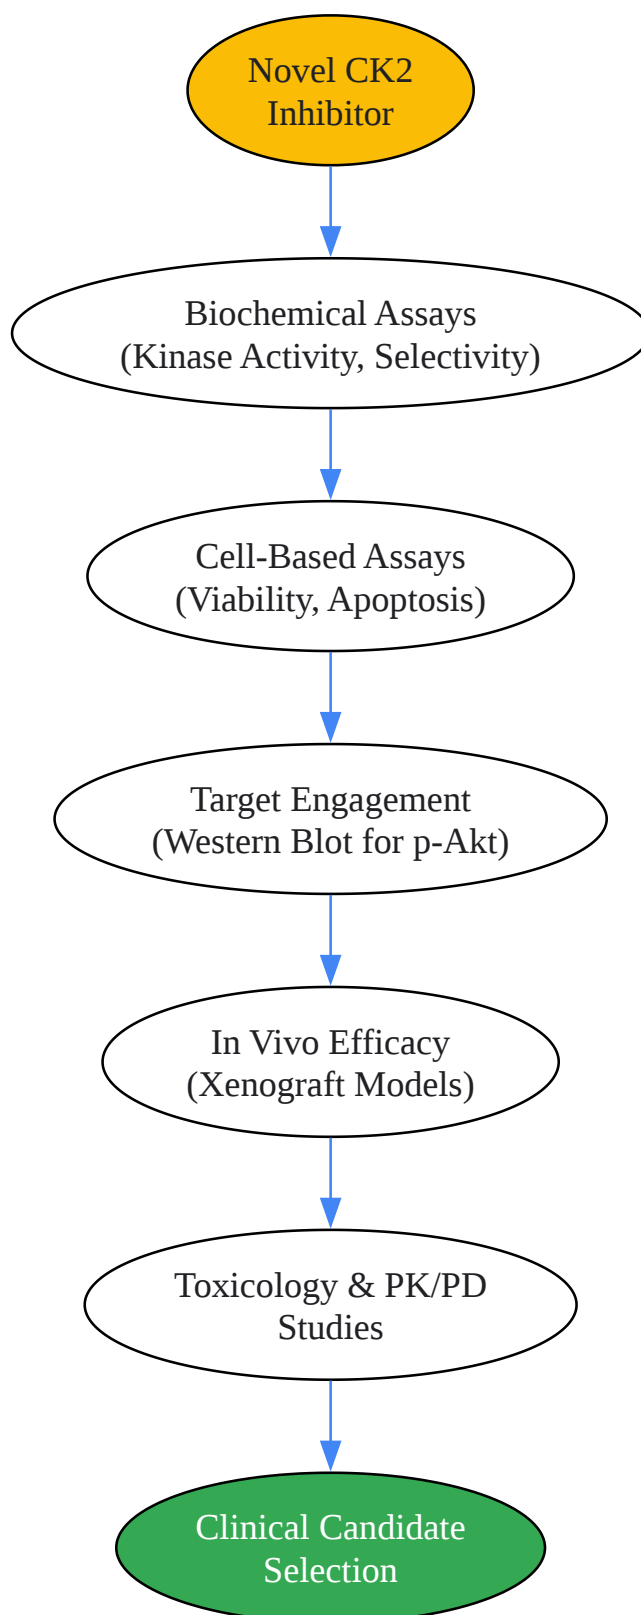 Novel CK2
Inhibitor
Biochemical Assays
(Kinase Activity, Selectivity)
Cell-Based Assays
(Viability, Apoptosis)
Target Engagement
(Western Blot for p-Akt)
In Vivo Efficacy
(Xenograft Models)
Toxicology & PK/PD
Studies
Clinical Candidate
Selection